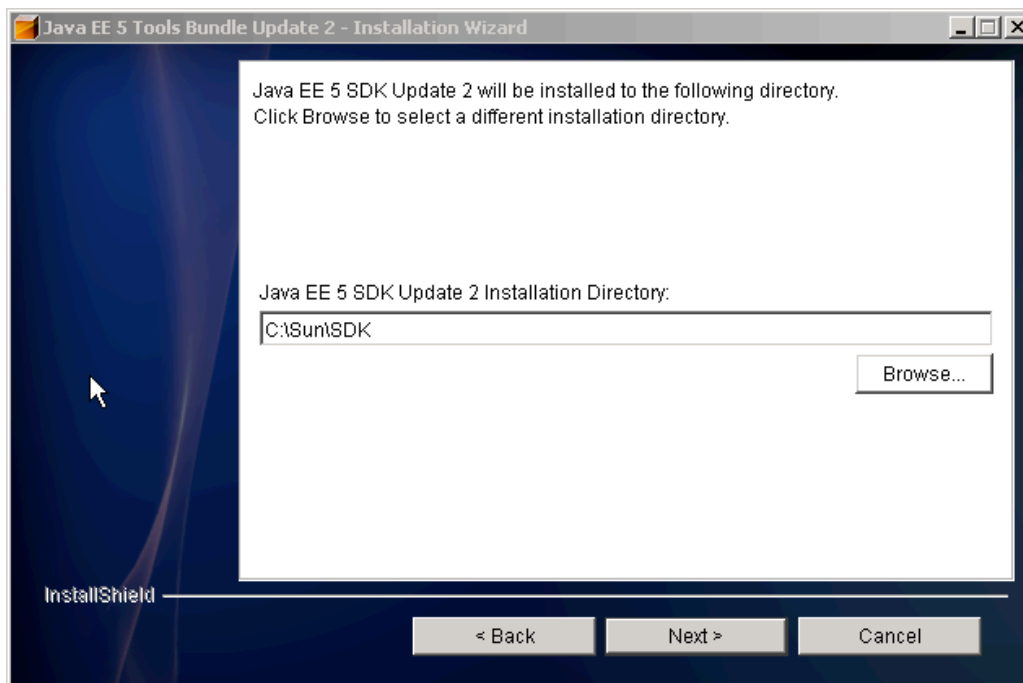 Java EE 5 Tools Bundle Update 2 - Installation Wizard
Java EE 5 SDK Update 2 will be installed to the following directory.
Click Browse to select a different installation directory.
Java EE 5 SDK Update 2 Installation Directory:
C:\Sun\SDK
Browse...
InstallShield
< Back
Next >
Cancel